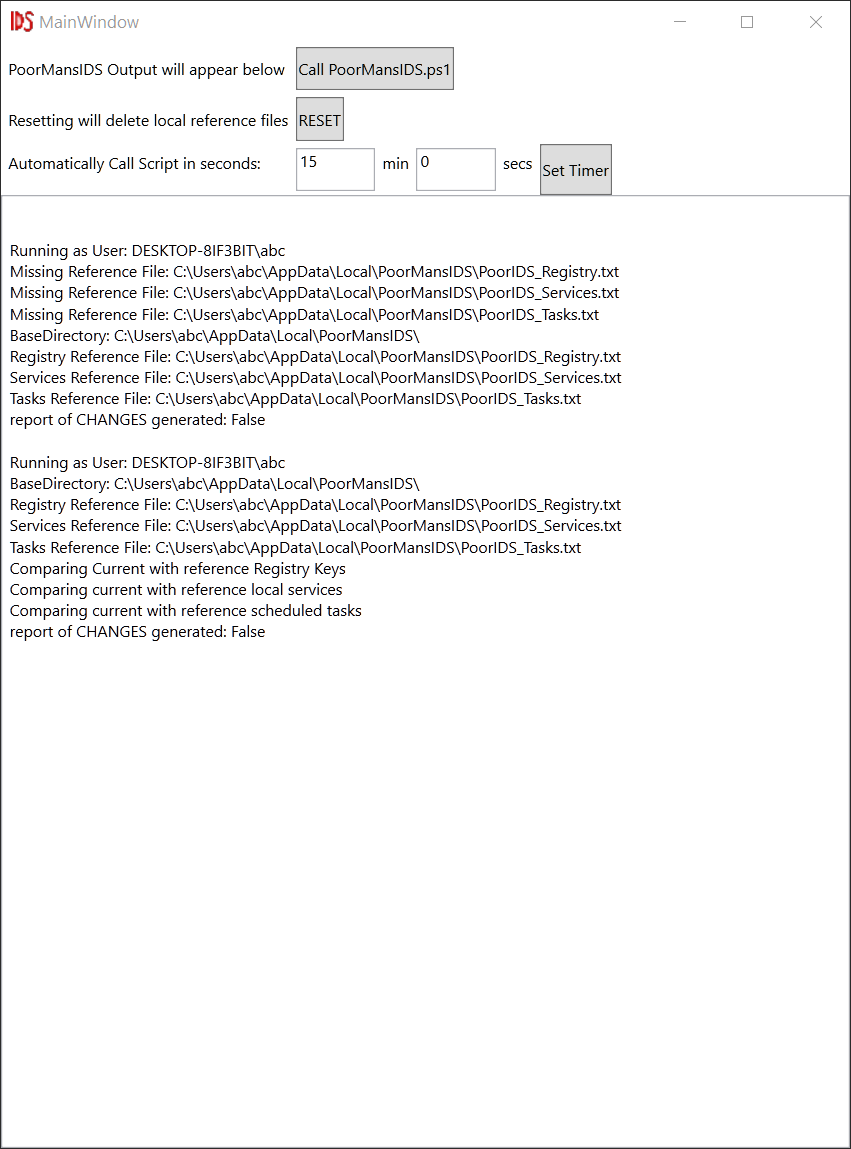 IDS MainWindow
PoorMansIDS Output will appear below Call PoorMansIDS.ps1
Resetting will delete local reference files RESET
Automatically Call Script in seconds: 15 min 0 secs Set Timer
Running as User: DESKTOP-8IF3BIT\abc
Missing Reference File: C:\Users\abc\AppData\Local\PoorMansIDS\PoorIDS_Registry.txt
Missing Reference File: C:\Users\abc\AppData\Local\PoorMansIDS\PoorIDS_Services.txt
Missing Reference File: C:\Users\abc\AppData\Local\PoorMansIDS\PoorIDS_Tasks.txt
BaseDirectory: C:\Users\abc\AppData\Local\PoorMansIDS\
Registry Reference File: C:\Users\abc\AppData\Local\PoorMansIDS\PoorIDS_Registry.txt
Services Reference File: C:\Users\abc\AppData\Local\PoorMansIDS\PoorIDS_Services.txt
Tasks Reference File: C:\Users\abc\AppData\Local\PoorMansIDS\PoorIDS_Tasks.txt
report of CHANGES generated: False
Running as User: DESKTOP-8IF3BIT\abc
BaseDirectory: C:\Users\abc\AppData\Local\PoorMansIDS\
Registry Reference File: C:\Users\abc\AppData\Local\PoorMansIDS\PoorIDS_Registry.txt
Services Reference File: C:\Users\abc\AppData\Local\PoorMansIDS\PoorIDS_Services.txt
Tasks Reference File: C:\Users\abc\AppData\Local\PoorMansIDS\PoorIDS_Tasks.txt
Comparing Current with reference Registry Keys
Comparing current with reference local services
Comparing current with reference scheduled tasks
report of CHANGES generated: False